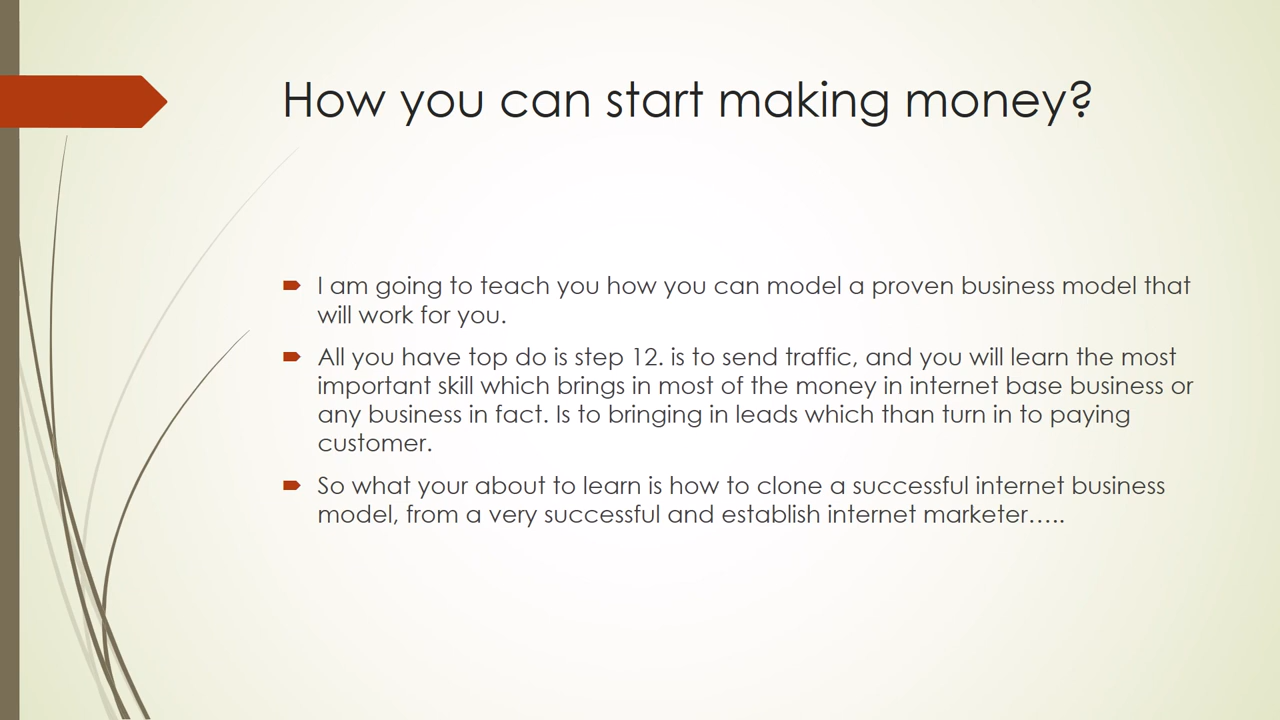 How you can start making money?
I am going to teach you how you can model a proven business model that
will work for you.
All you have top do is step 12. is to send traffic, and you will learn the most
important skill which brings in most of the money in internet base business or
any business in fact. Is to bringing in leads which than turn in to paying
customer.
So what your about to learn is how to clone a successful internet business
model, from a very successful and establish internet marketer…..